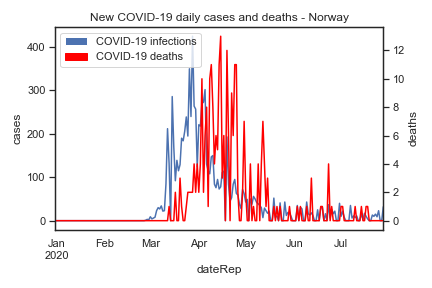 New COVID-19 daily cases and deaths - Norway
COVID-19 infections
COVID-19 deaths
400
300
200
100
0
cases
12
10
8
6
4
2
0
deaths
Jan Feb Mar Apr May Jun Jul
2020
dateRep